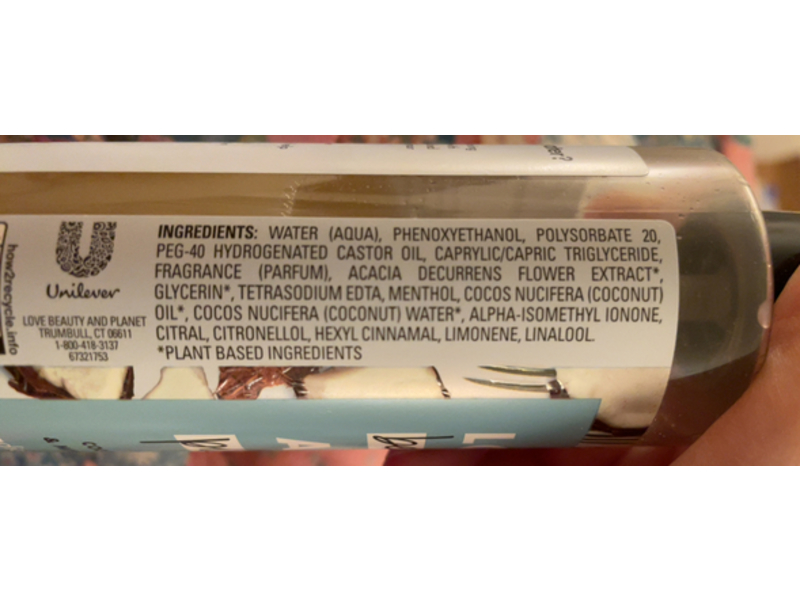 INGREDIENTS: WATER (AQUA), PHENOXYETHANOL, POLYSORBATE 20,
PEG-40 HYDROGENATED CASTOR OIL, CAPRYLIC/CAPRIC TRIGLYCERIDE,
FRAGRANCE (PARFUM), ACACIA DECURRENS FLOWER EXTRACT*,
GLYCERIN*, TETRASODIUM EDTA, MENTHOL, COCOS NUCIFERA (COCONUT)
OIL*, COCOS NUCIFERA (COCONUT) WATER*, ALPHA-ISOMETHYL IONONE,
CITRAL, CITRONELLOL, HEXYL CINNAMAL, LIMONENE, LINALOOL.
*PLANT BASED INGREDIENTS
Unilever
LOVE BEAUTY AND PLANET
TRUMBULL, CT 06611
1-800-418-3137
67321753
how2recycle.info